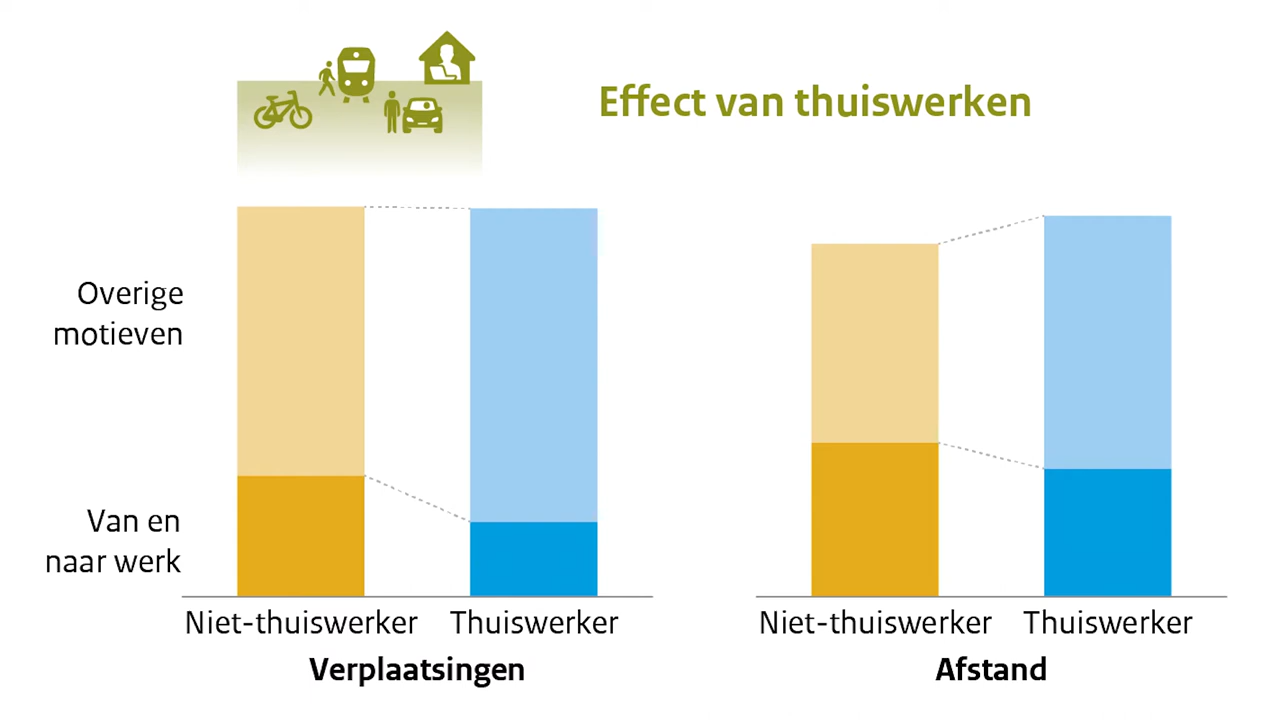 Effect van thuiswerken
Overige
motieven
Van en
naar werk
Niet-thuiswerker
Thuiswerker
Verplaatsingen
Niet-thuiswerker
Thuiswerker
Afstand